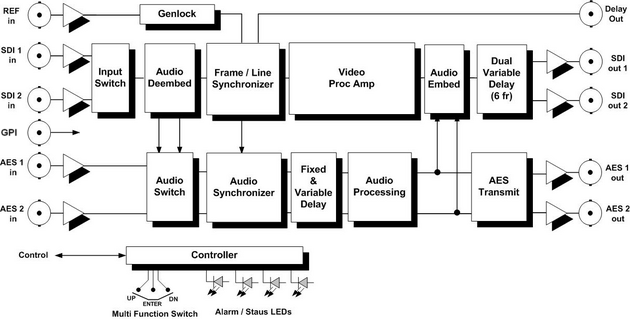 REF
in
Genlock
Delay
Out
SDI 1
in
SDI 2
in
Input
Switch
Audio
Deembed
Frame / Line
Synchronizer
Video
Proc Amp
Audio
Embed
Dual
Variable
Delay
(6 fr)
SDI
out 1
SDI
out 2
GPI
AES 1
in
AES 2
in
Audio
Switch
Audio
Synchronizer
Fixed
&
Variable
Delay
Audio
Processing
AES
Transmit
AES 1
out
AES 2
out
Control
Controller
UP
ENTER
DN
Multi Function Switch
Alarm / Staus LEDs